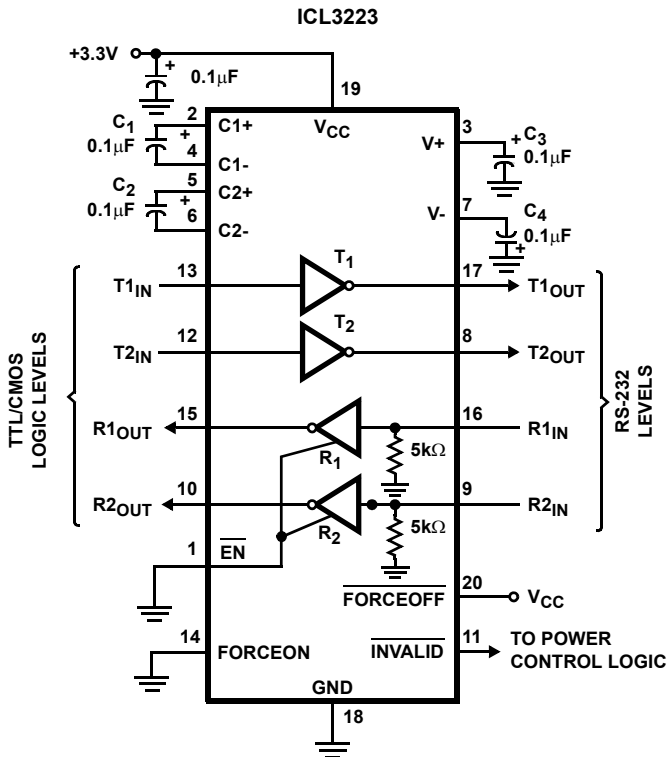 ICL3223
+3.3V
+
0.1μF
19
2
C1+
VCC
3
C1
0.1μF
+
V+
+
C3
0.1μF
4
C1-
5
C2+
C2
0.1μF
+
7
V-
C4
0.1μF
+
6
C2-
T1IN
13
T1
17
T1OUT
T2IN
12
T2
8
T2OUT
TTL/CMOS
LOGIC LEVELS
RS-232
LEVELS
R1OUT
15
R1
16
R1IN
5kΩ
R2OUT
10
R2
9
R2IN
5kΩ
1
EN
20
FORCEOFF
VCC
14
FORCEON
INVALID
11
TO POWER
CONTROL LOGIC
GND
18